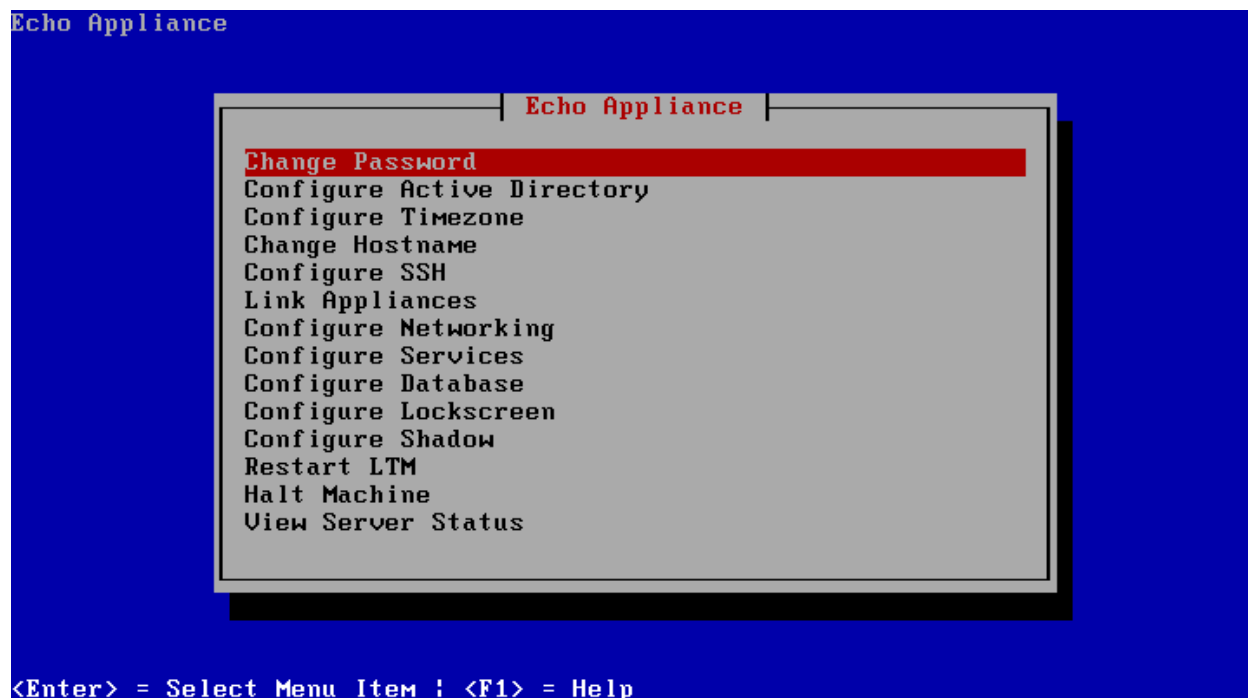 Echo Appliance
Echo Appliance
Change Password
Configure Active Directory
Configure Timezone
Change Hostname
Configure SSH
Link Appliances
Configure Networking
Configure Services
Configure Database
Configure Lockscreen
Configure Shadow
Restart LTM
Halt Machine
View Server Status
<Enter> = Select Menu Item ¦ <F1> = Help